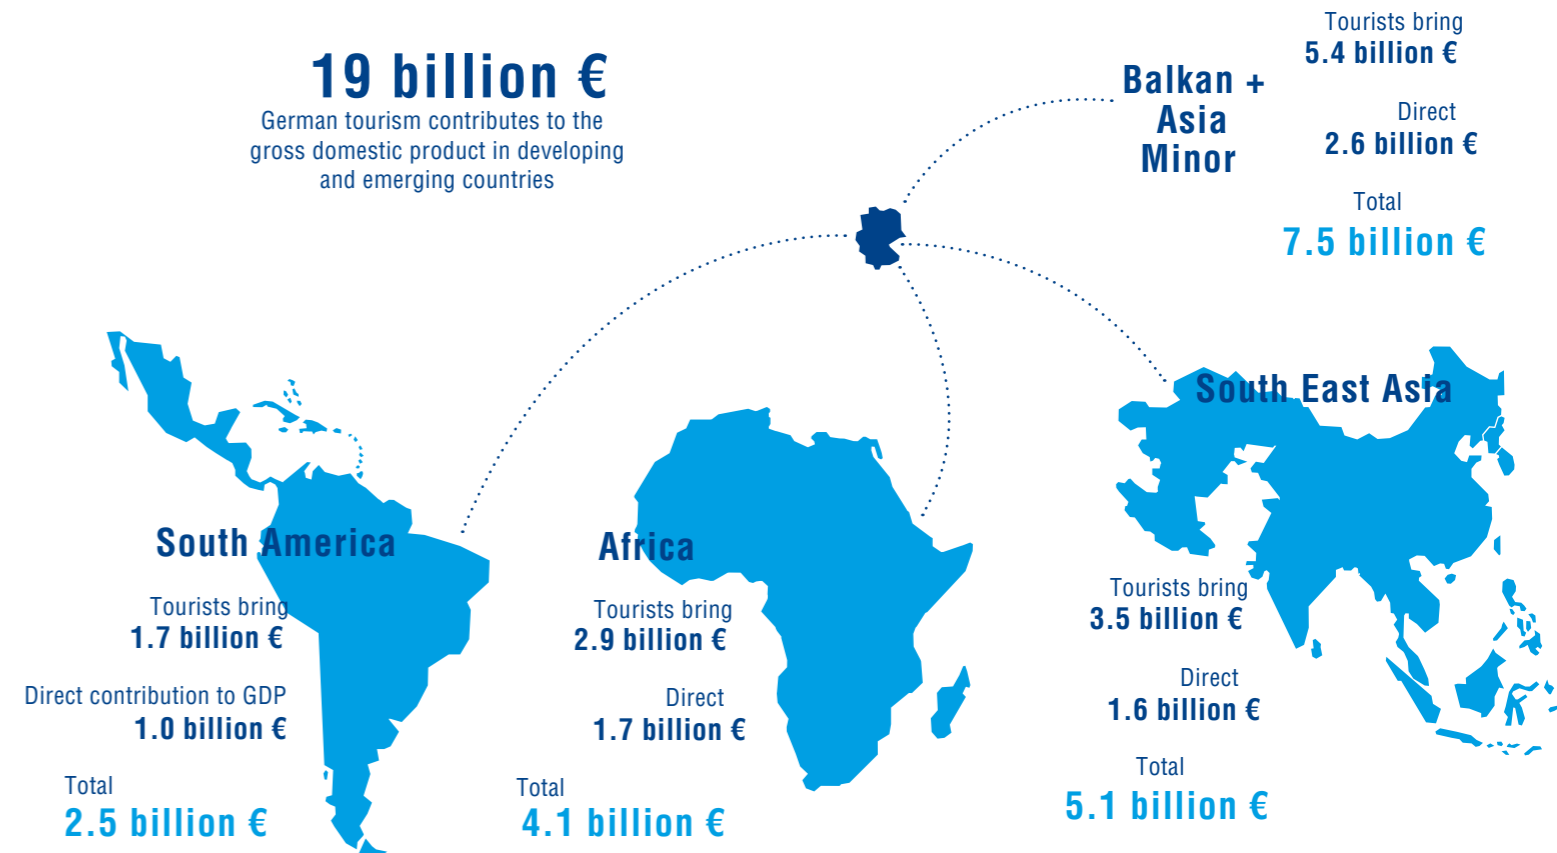 19 billion €
German tourism contributes to the
gross domestic product in developing
and emerging countries
Balkan +
Asia
Minor
Tourists bring
5.4 billion €
Direct
2.6 billion €
Total
7.5 billion €
South America
Tourists bring
1.7 billion €
Direct contribution to GDP
1.0 billion €
Total
2.5 billion €
Africa
Tourists bring
2.9 billion €
Direct
1.7 billion €
Total
4.1 billion €
South East Asia
Tourists bring
3.5 billion €
Direct
1.6 billion €
Total
5.1 billion €